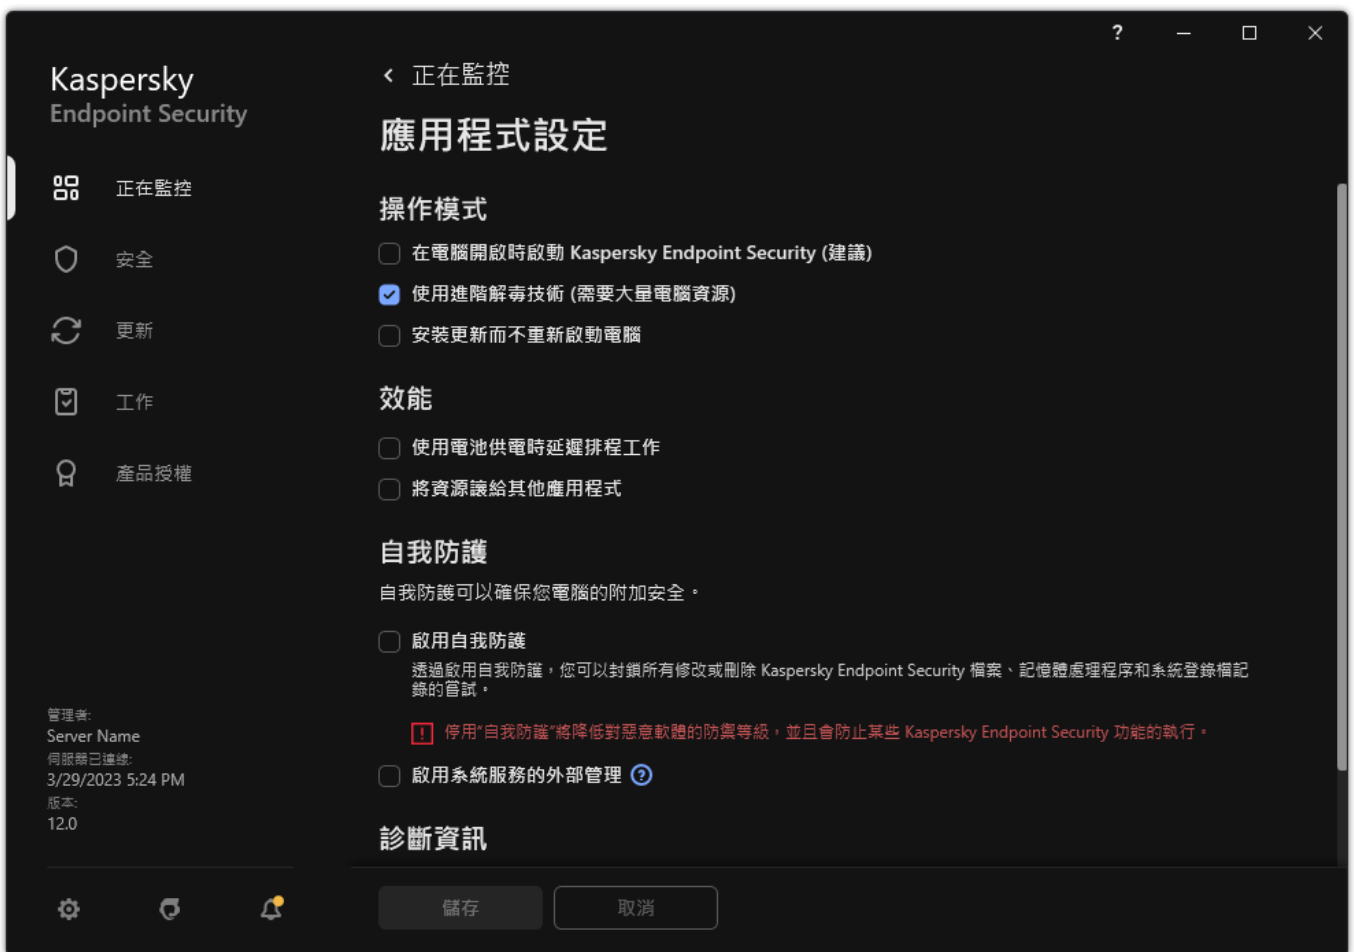 Kaspersky
Endpoint Security
正在監控
安全
更新
工作
產品授權
管理者:
Server Name
伺服器已連線:
3/29/2023 5:24 PM
版本:
12.0
?
正在監控
應用程式設定
操作模式
在電腦開啟時啟動 Kaspersky Endpoint Security (建議)
使用進階解毒技術 (需要大量電腦資源)
安裝更新而不重新啟動電腦
效能
使用電池供電時延遲排程工作
將資源讓給其他應用程式
自我防護
自我防護可以確保您電腦的附加安全。
啟用自我防護
透過啟用自我防護，您可以封鎖所有修改或刪除 Kaspersky Endpoint Security 檔案、記憶體處理程序和系統登錄檔記
錄的嘗試。
停用"自我防護"將降低對惡意軟體的防禦等級，並且會防止某些 Kaspersky Endpoint Security 功能的執行。
啟用系統服務的外部管理 ?
診斷資訊
儲存
取消